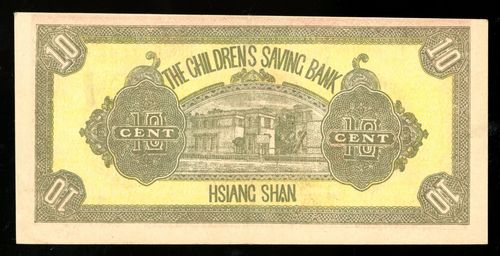 10 10
THE CHILDREN'S SAVING BANK
10 CENT 10 CENT
HSIANG SHAN
10 10